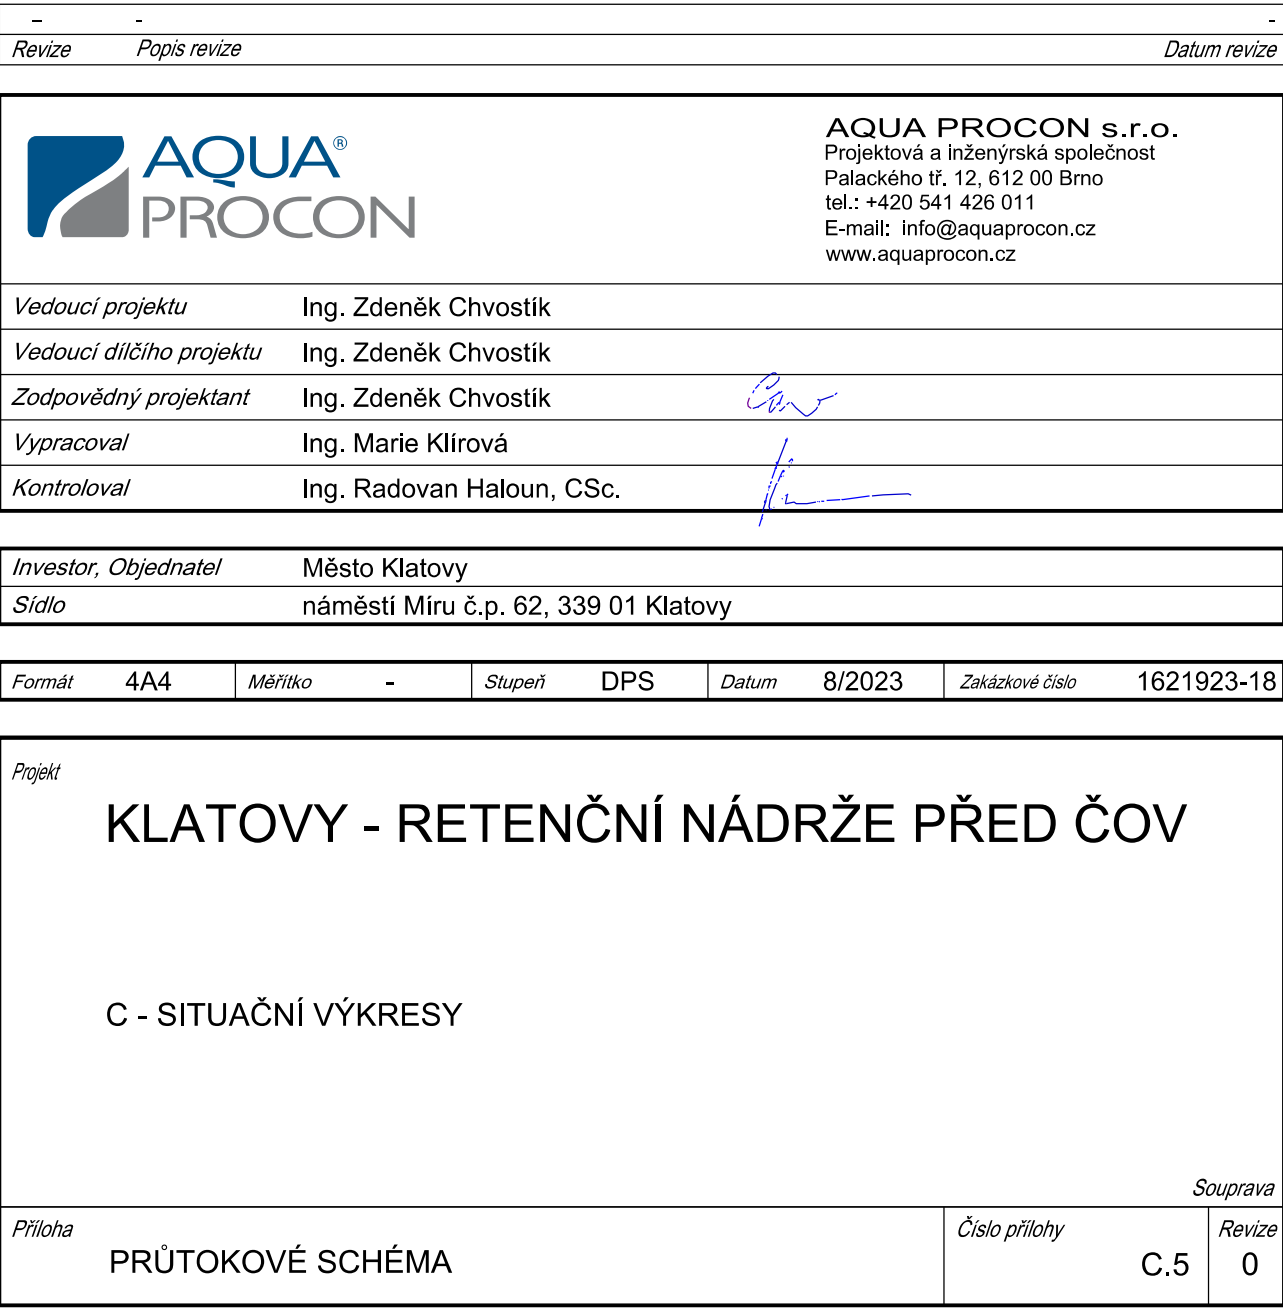 – - -
Revize Popis revize Datum revize
AQUA®
PROCON
AQUA PROCON s.r.o.
Projektová a inženýrská společnost
Palackého tř. 12, 612 00 Brno
tel.: +420 541 426 011
E-mail: info@aquaprocon.cz
www.aquaprocon.cz
Vedoucí projektu Ing. Zdeněk Chvostík
Vedoucí dílčího projektu Ing. Zdeněk Chvostík
Zodpovědný projektant Ing. Zdeněk Chvostík
Vypracoval Ing. Marie Klírová
Kontroloval Ing. Radovan Haloun, CSc.
Investor, Objednatel Město Klatovy
Sídlo náměstí Míru č.p. 62, 339 01 Klatovy
Formát 4A4 Měřítko - Stupeň DPS Datum 8/2023 Zakázkové číslo 1621923-18
Projekt
KLATOVY - RETENČNÍ NÁDRŽE PŘED ČOV
C - SITUAČNÍ VÝKRESY
Souprava
Příloha Číslo přílohy Revize
PRŮTOKOVÉ SCHÉMA C.5 0